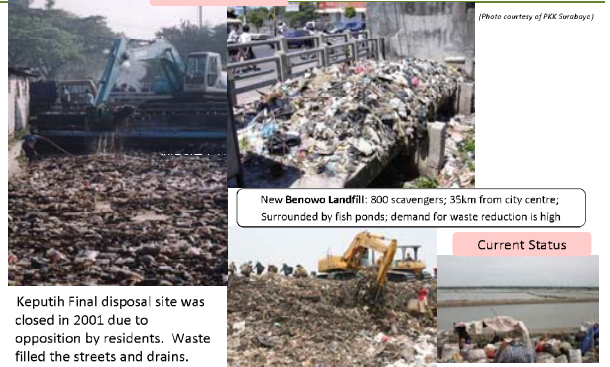 (Photo courtesy of PKK Surabaya)
New Benowo Landfill: 800 scavengers; 35km from city centre;
Surrounded by fish ponds; demand for waste reduction is high
Current Status
Keputih Final disposal site was
closed in 2001 due to
opposition by residents. Waste
filled the streets and drains.